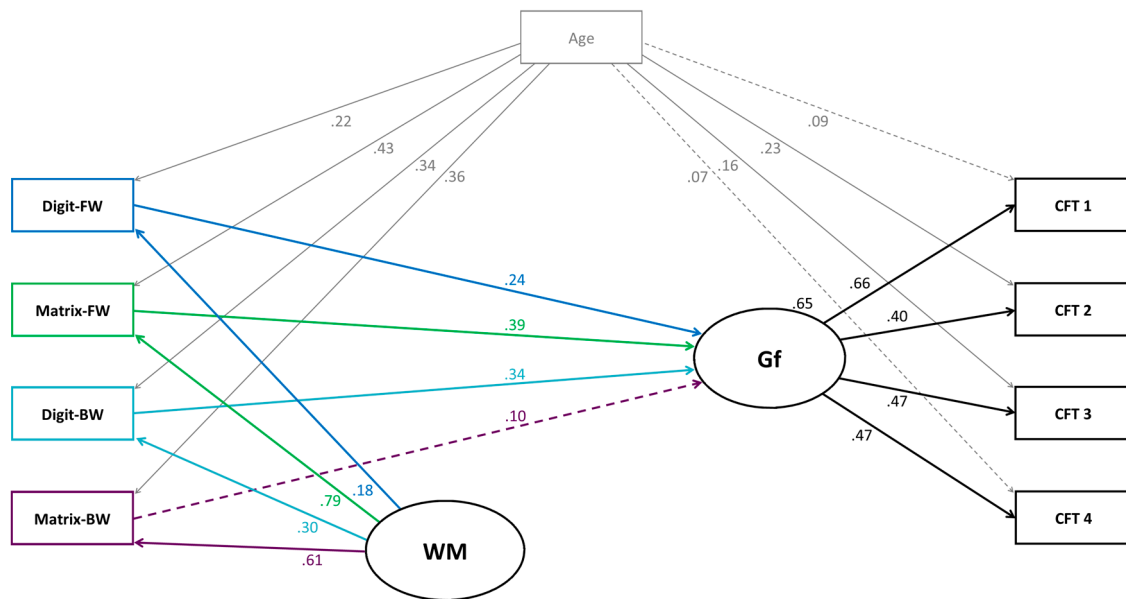 Age
.22
.43
.34
.36
.09
.23
.16
.07
Digit-FW
CFT 1
.24
.66
.65
Matrix-FW
CFT 2
.39
.40
Gf
.34
Digit-BW
.10
.47
CFT 3
.47
.18
.79
.30
Matrix-BW
CFT 4
WM
.61